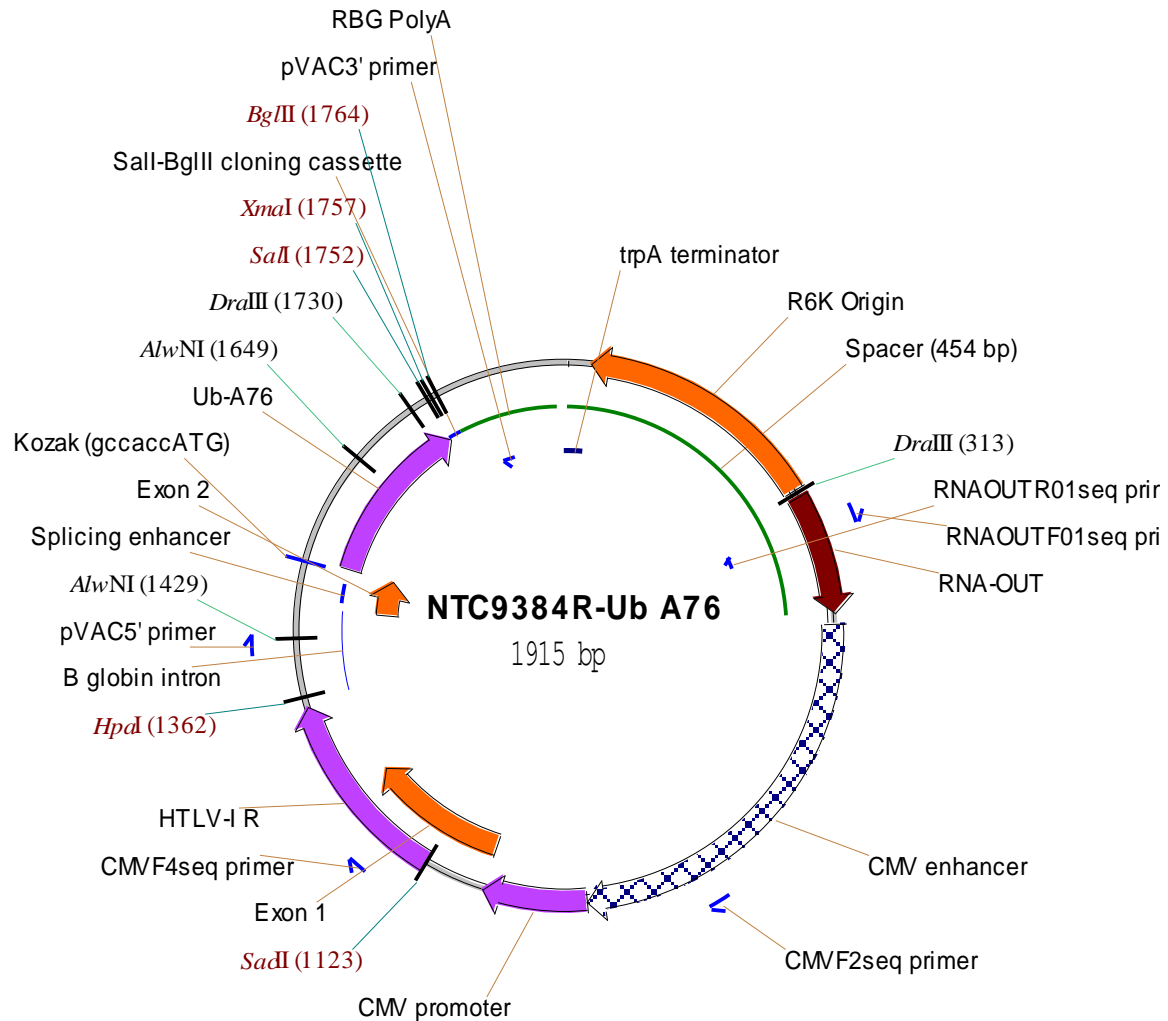 RBG PolyA
pVAC3' primer
BglII (1764)
SalI-BglII cloning cassette
XmaI (1757)
SalI (1752)
trpA terminator
DraIII (1730)
R6K Origin
AlwNI (1649)
Spacer (454 bp)
Ub-A76
Kozak (gccaccATG)
DraIII (313)
Exon 2
RNAOUTR01seq prir
Splicing enhancer
RNAOUTF01seq pri
AlwNI (1429)
RNA-OUT
NTC9384R-Ub A76
pVAC5' primer
1915 bp
B globin intron
HpaI (1362)
HTLV-I R
CMVF4seq primer
CMV enhancer
Exon 1
SacII (1123)
CMVF2seq primer
CMV promoter